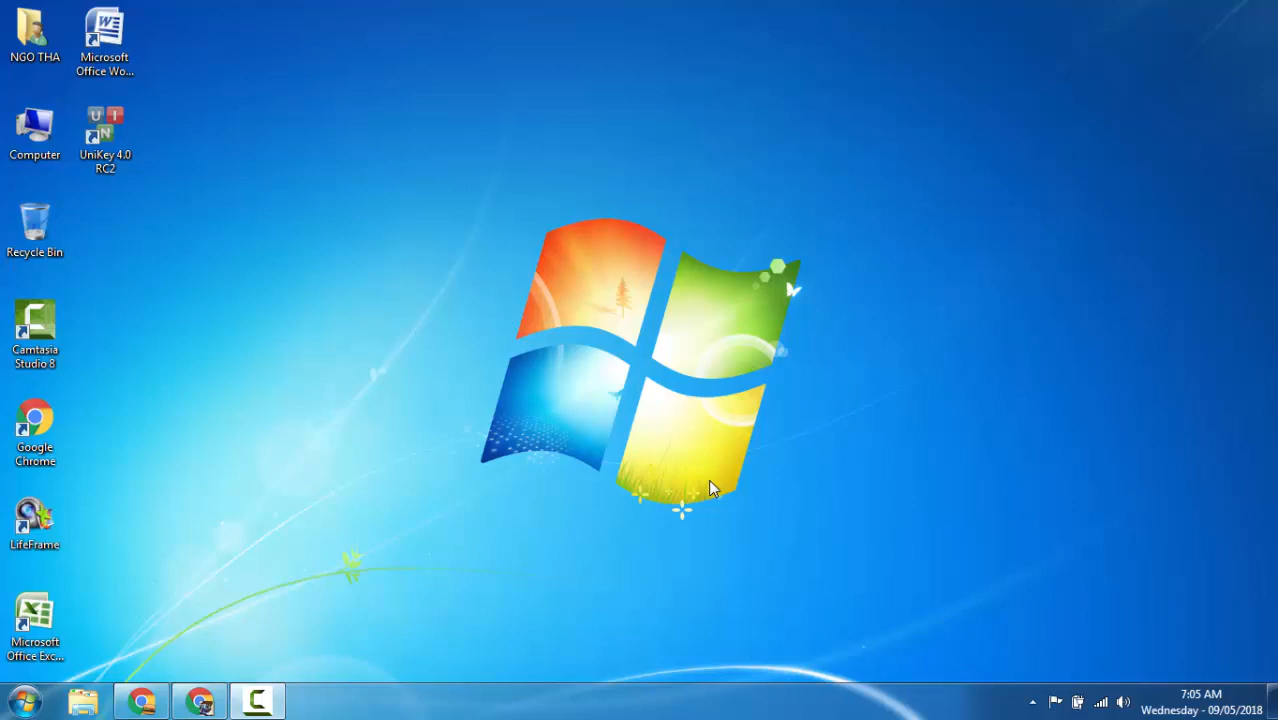 NGO THA
Microsoft
Office Wo...
Computer
U
I
N
UniKey 4.0
RC2
Recycle Bin
Camtasia
Studio 8
Google
Chrome
LifeFrame
Microsoft
Office Exc...
7:05 AM
Wednesday - 09/05/2018